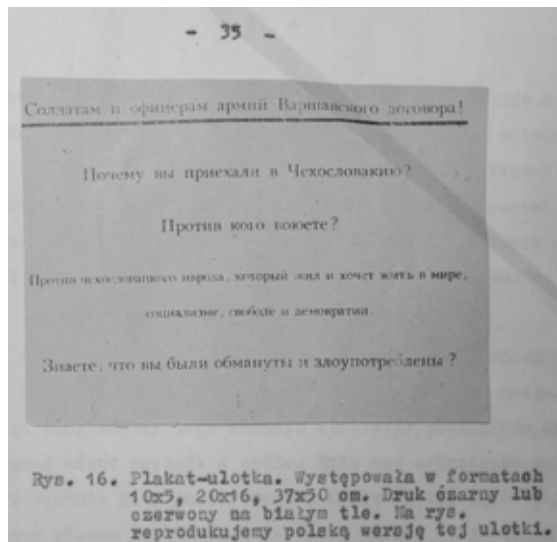 - 35 -
Солдатам и офицерам армий Варшавского договора!
Почему вы приехали в Чехословакию?
Против кого воюете?
Против чехословацкого народа, который жил и хочет жить в мире,
социализме, свободе и демократии.
Знаете, что вы были обмануты и злоупотреблены ?
Rys. 16. Plakat-ulotka. Występowała w formatach
10x5, 20x16, 37x50 cm. Druk czarny lub
czerwony na białym tle. Na rys.
reprodukujemy polską wersję tej ulotki.